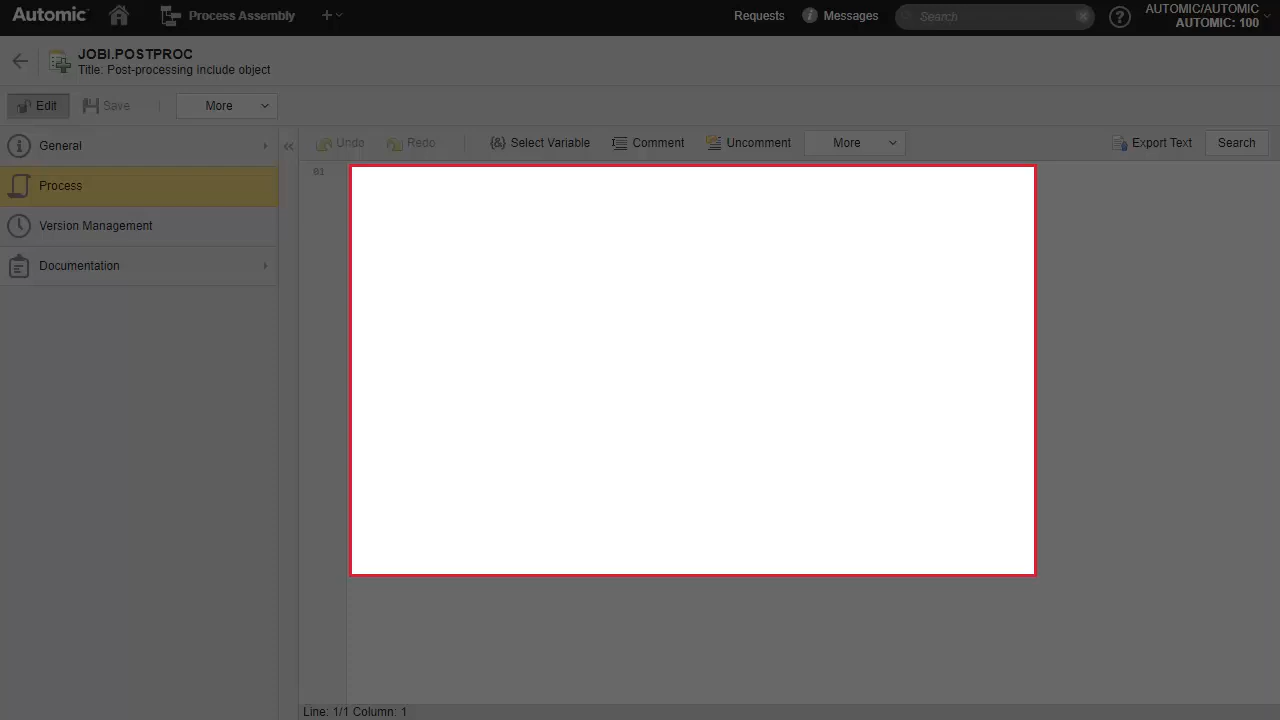 Automic
Process Assembly
Requests
Messages
Search
AUTOMIC/AUTOMIC
AUTOMIC: 100
JOBI.POSTPROC
Title: Post-processing include object
Edit
Save
More
General
Process
Version Management
Documentation
Undo
Redo
Select Variable
Comment
Uncomment
More
Export Text
Search
01
Line: 1/1 Column: 1